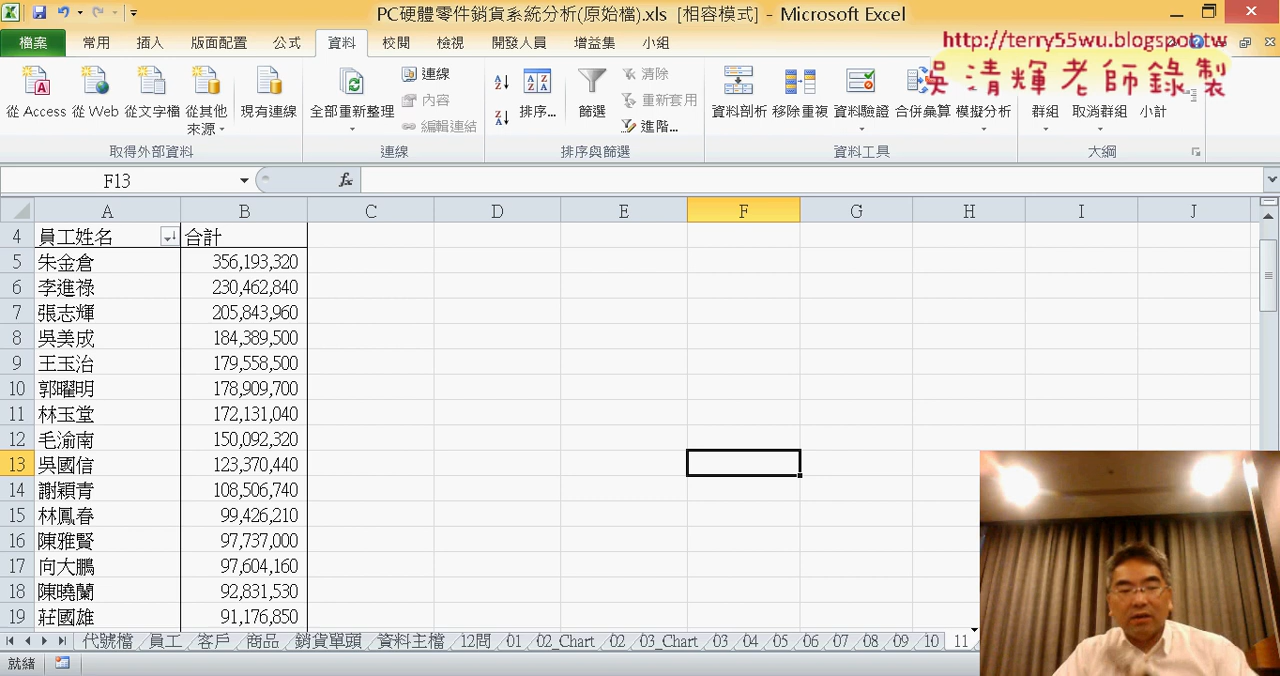 PC硬體零件銷貨系統分析(原始檔).xls [相容模式] - Microsoft Excel
檔案 常用 插入 版面配置 公式 資料 校閱 檢視 開發人員 增益集 小組
http://terry55wu.blogspot.tw
吳清輝老師錄製
從 Access 從 Web 從文字檔 從其他來源 現有連線 全部重新整理 連線 內容 編輯連結 排序... 篩選 清除 重新套用 進階... 資料剖析 移除重複 資料驗證 合併彙算 模擬分析 群組 取消群組 小計
取得外部資料 連線 排序與篩選 資料工具 大綱
F13 fx
A B C D E F G H I J
4 員工姓名 合計
5 朱金倉 356,193,320
6 李進祿 230,462,840
7 張志輝 205,843,960
8 吳美成 184,389,500
9 王玉治 179,558,500
10 郭曜明 178,909,700
11 林玉堂 172,131,040
12 毛渝南 150,092,320
13 吳國信 123,370,440
14 謝穎青 108,506,740
15 林鳳春 99,426,210
16 陳雅賢 97,737,000
17 向大鵬 97,604,160
18 陳曉蘭 92,831,530
19 莊國雄 91,176,850
代號檔 員工 客戶 商品 銷貨單頭 資料主檔 12問 01 02_Chart 02 03_Chart 03 04 05 06 07 08 09 10 11
就緒